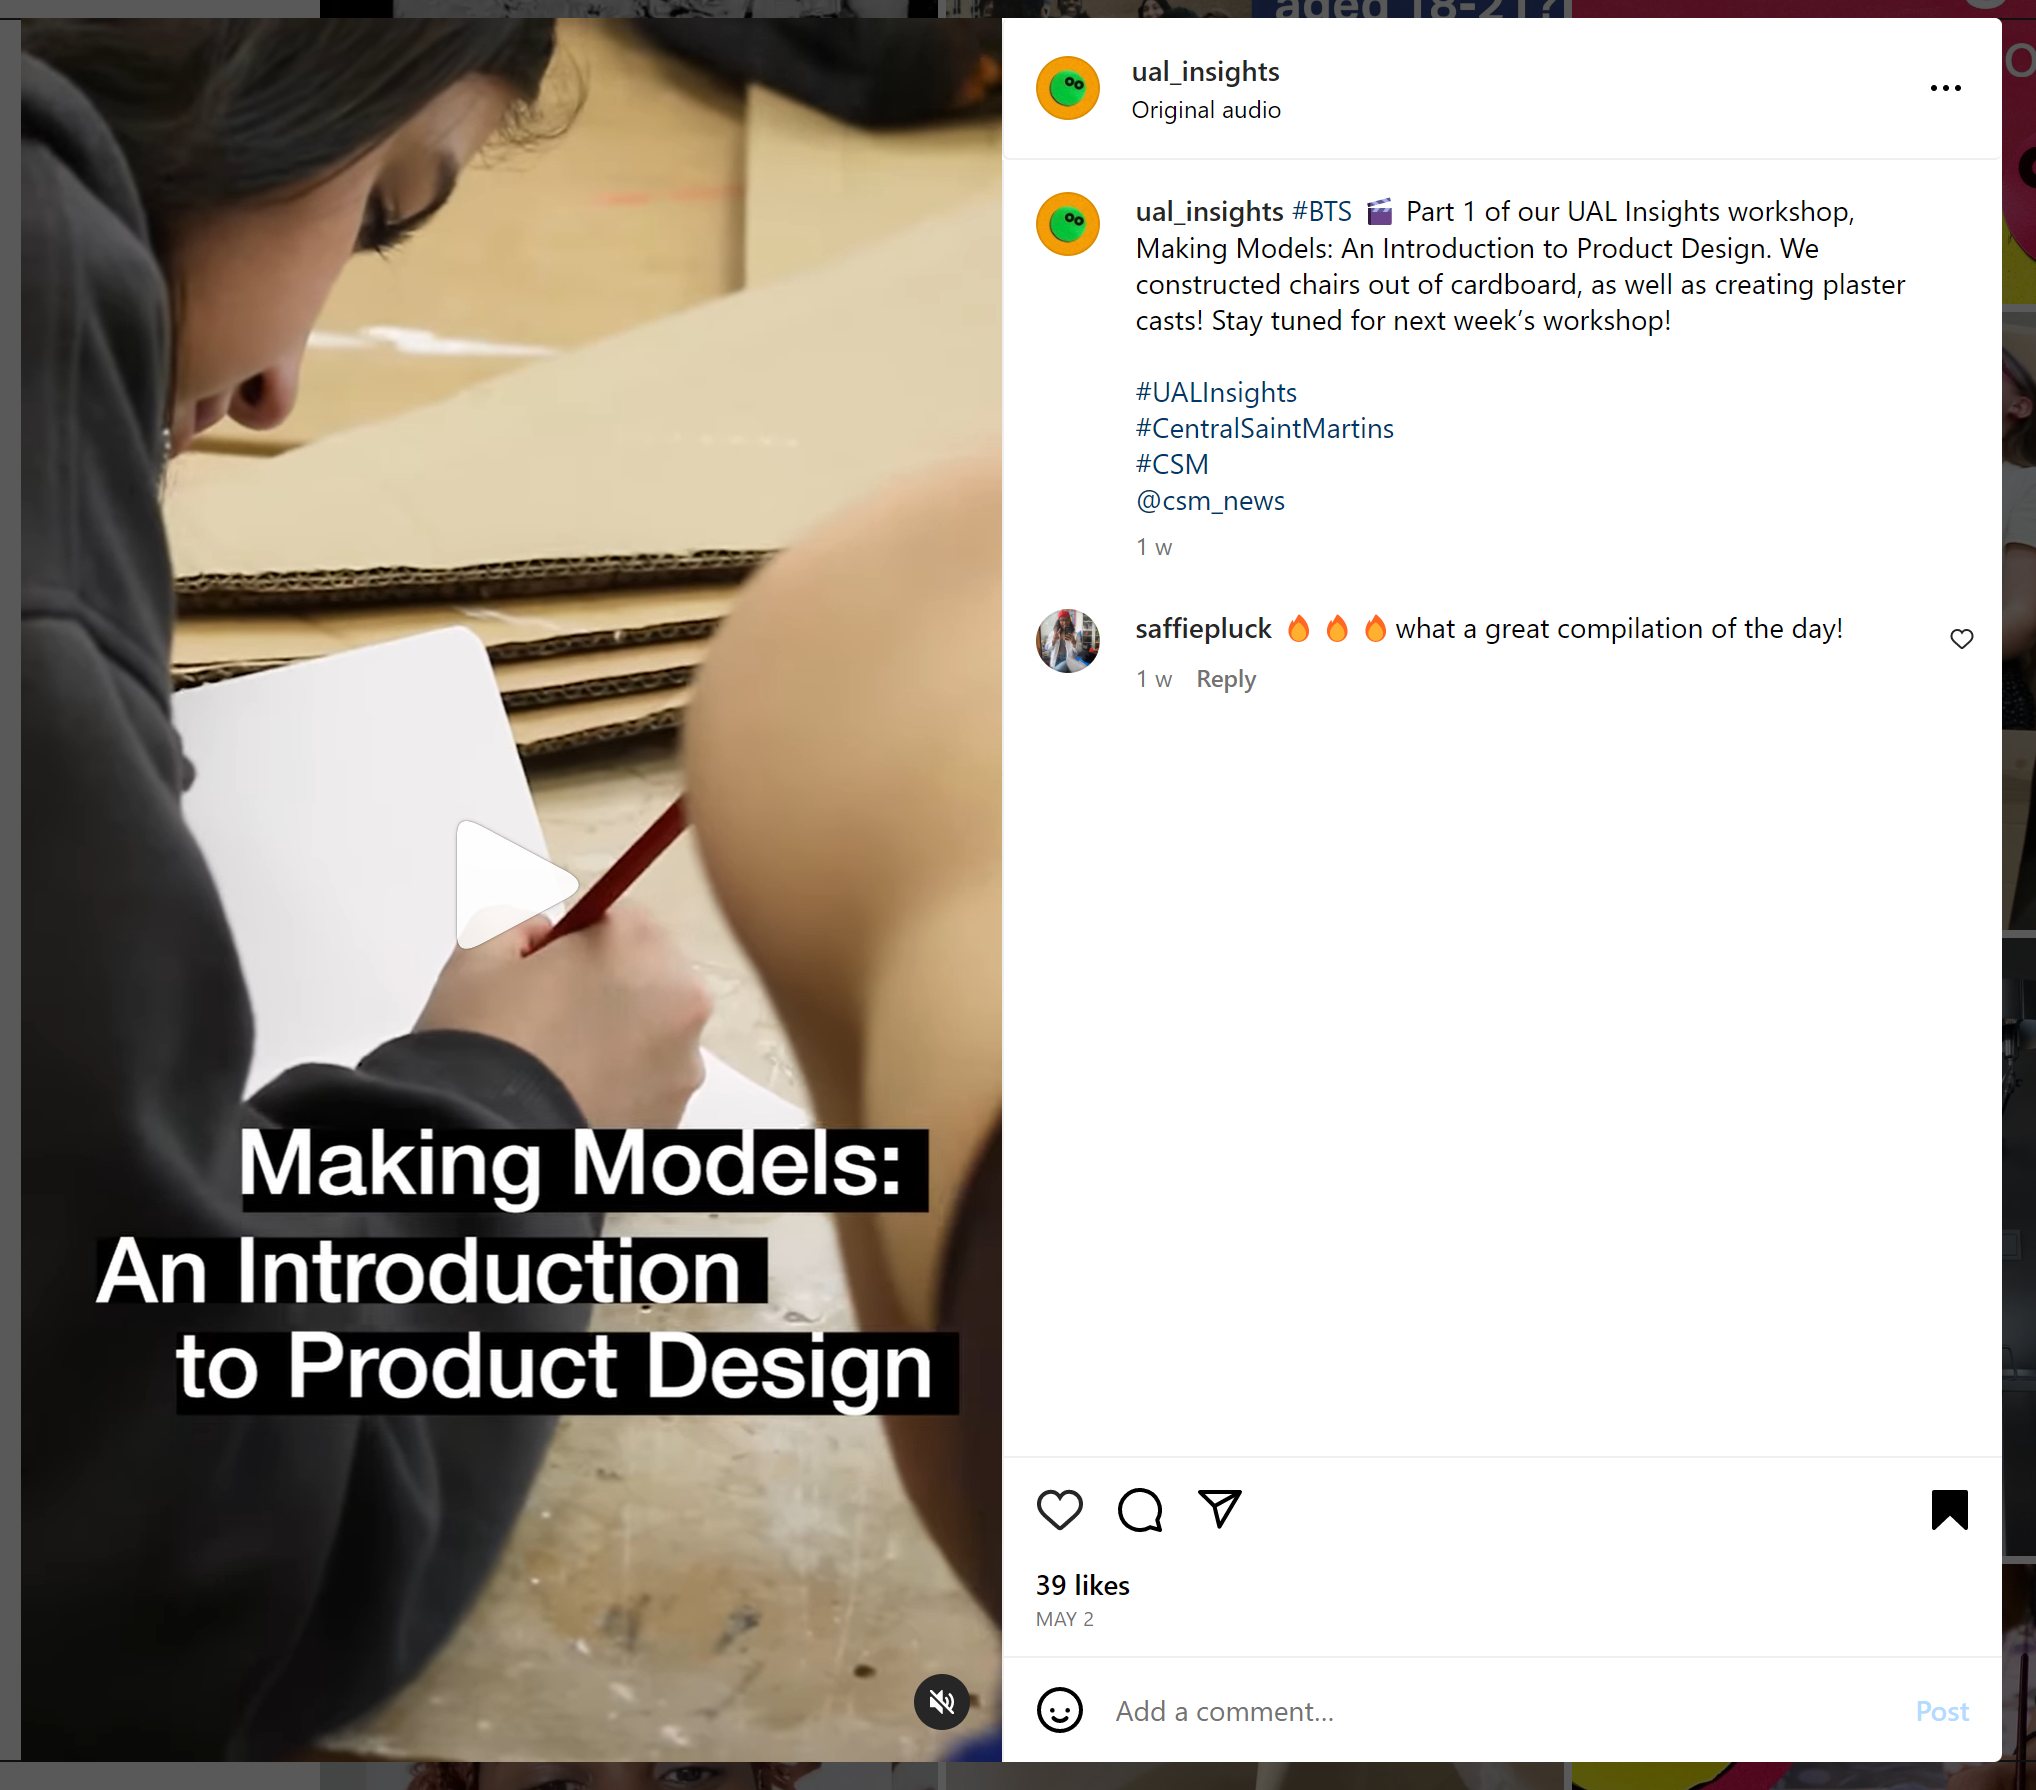 aged 18-21?
Making Models:
An Introduction
to Product Design
ual_insights
Original audio
ual_insights #BTS 🎬 Part 1 of our UAL Insights workshop,
Making Models: An Introduction to Product Design. We
constructed chairs out of cardboard, as well as creating plaster
casts! Stay tuned for next week’s workshop!
#UALInsights
#CentralSaintMartins
#CSM
@csm_news
1 w
saffiepluck 🔥 🔥 🔥 what a great compilation of the day!
1 w Reply
39 likes
MAY 2
Add a comment...
Post